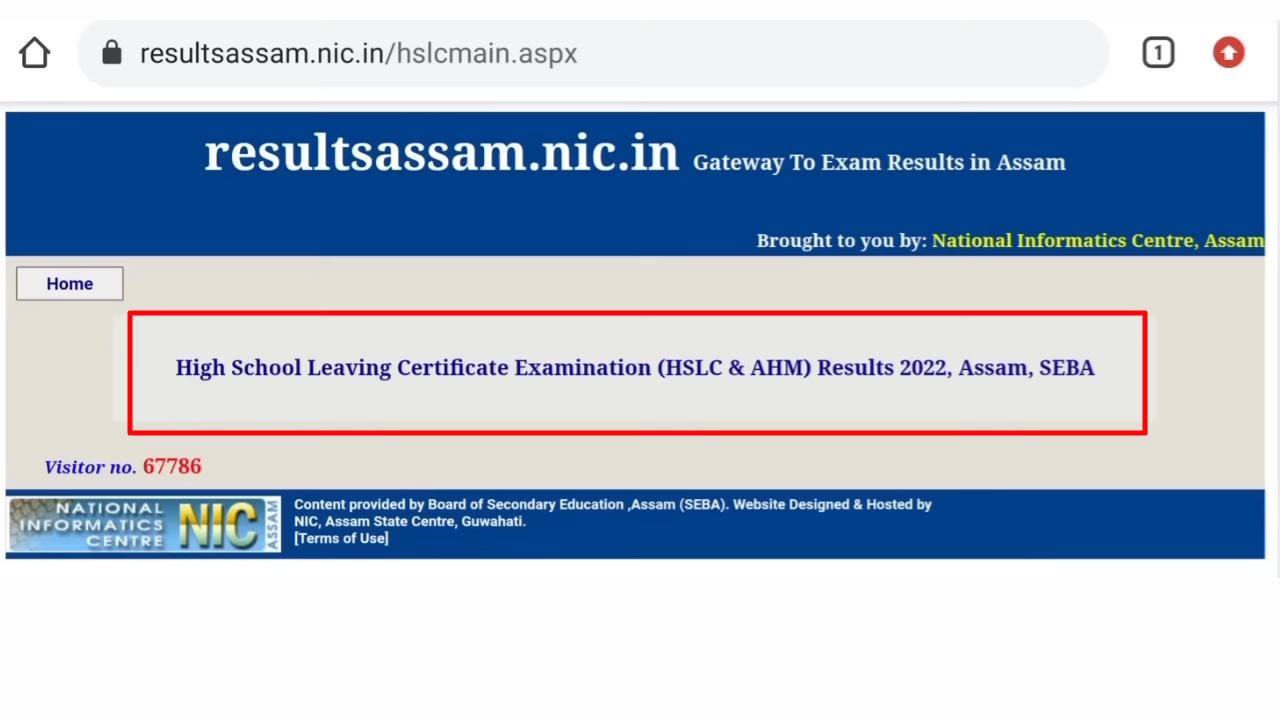 resultsassam.nic.in/hslcmain.aspx
1
resultsassam.nic.in Gateway To Exam Results in Assam
Brought to you by: National Informatics Centre, Assam
Home
High School Leaving Certificate Examination (HSLC & AHM) Results 2022, Assam, SEBA
Visitor no. 67786
NATIONAL
INFORMATICS
CENTRE
NIC
ASSAM
Content provided by Board of Secondary Education ,Assam (SEBA). Website Designed & Hosted by
NIC, Assam State Centre, Guwahati.
[Terms of Use]